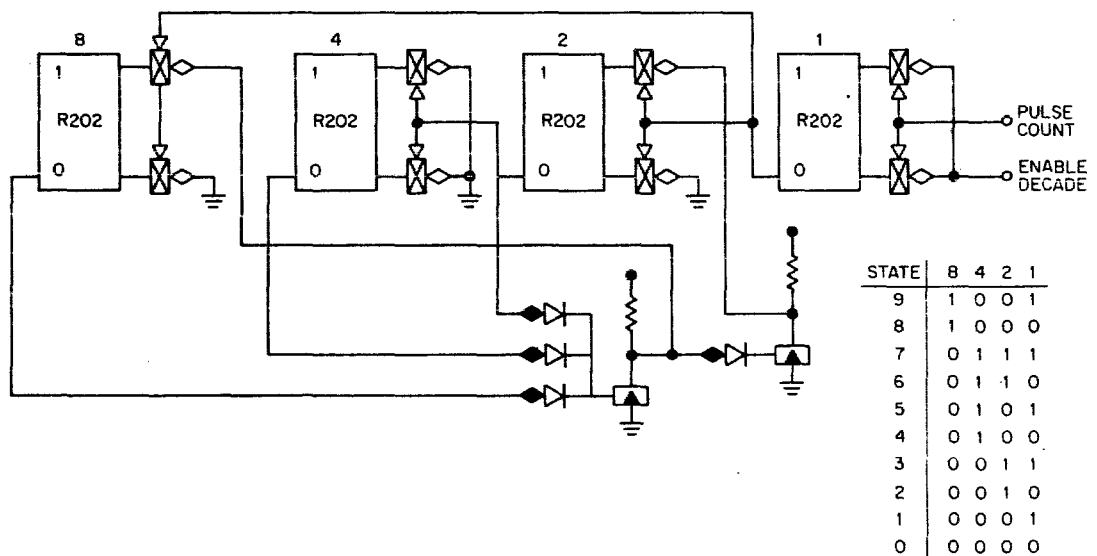 8 4 2 1
1 1 1 1
R202 R202 R202 R202
0 0 0 0
PULSE
COUNT
ENABLE
DECADE
STATE 8 4 2 1
9 1 0 0 1
8 1 0 0 0
7 0 1 1 1
6 0 1 1 0
5 0 1 0 1
4 0 1 0 0
3 0 0 1 1
2 0 0 1 0
1 0 0 0 1
0 0 0 0 0